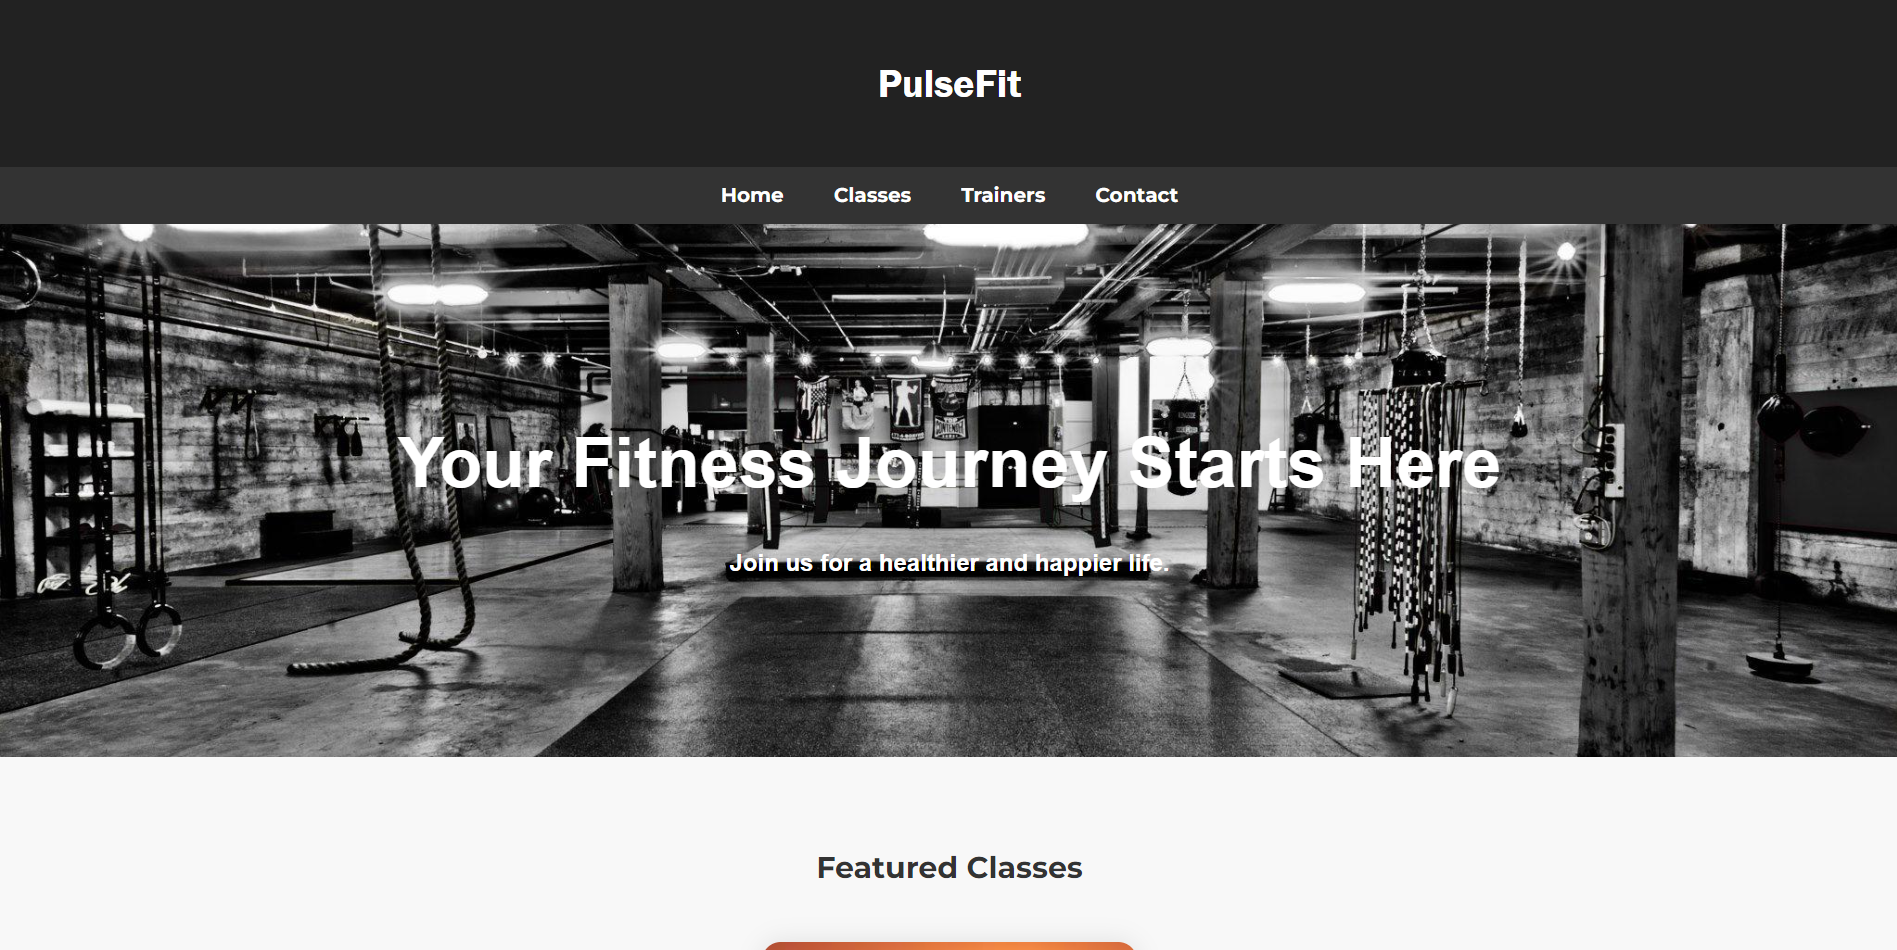 PulseFit
Home Classes Trainers Contact
Your Fitness Journey Starts Here
Join us for a healthier and happier life.
Featured Classes